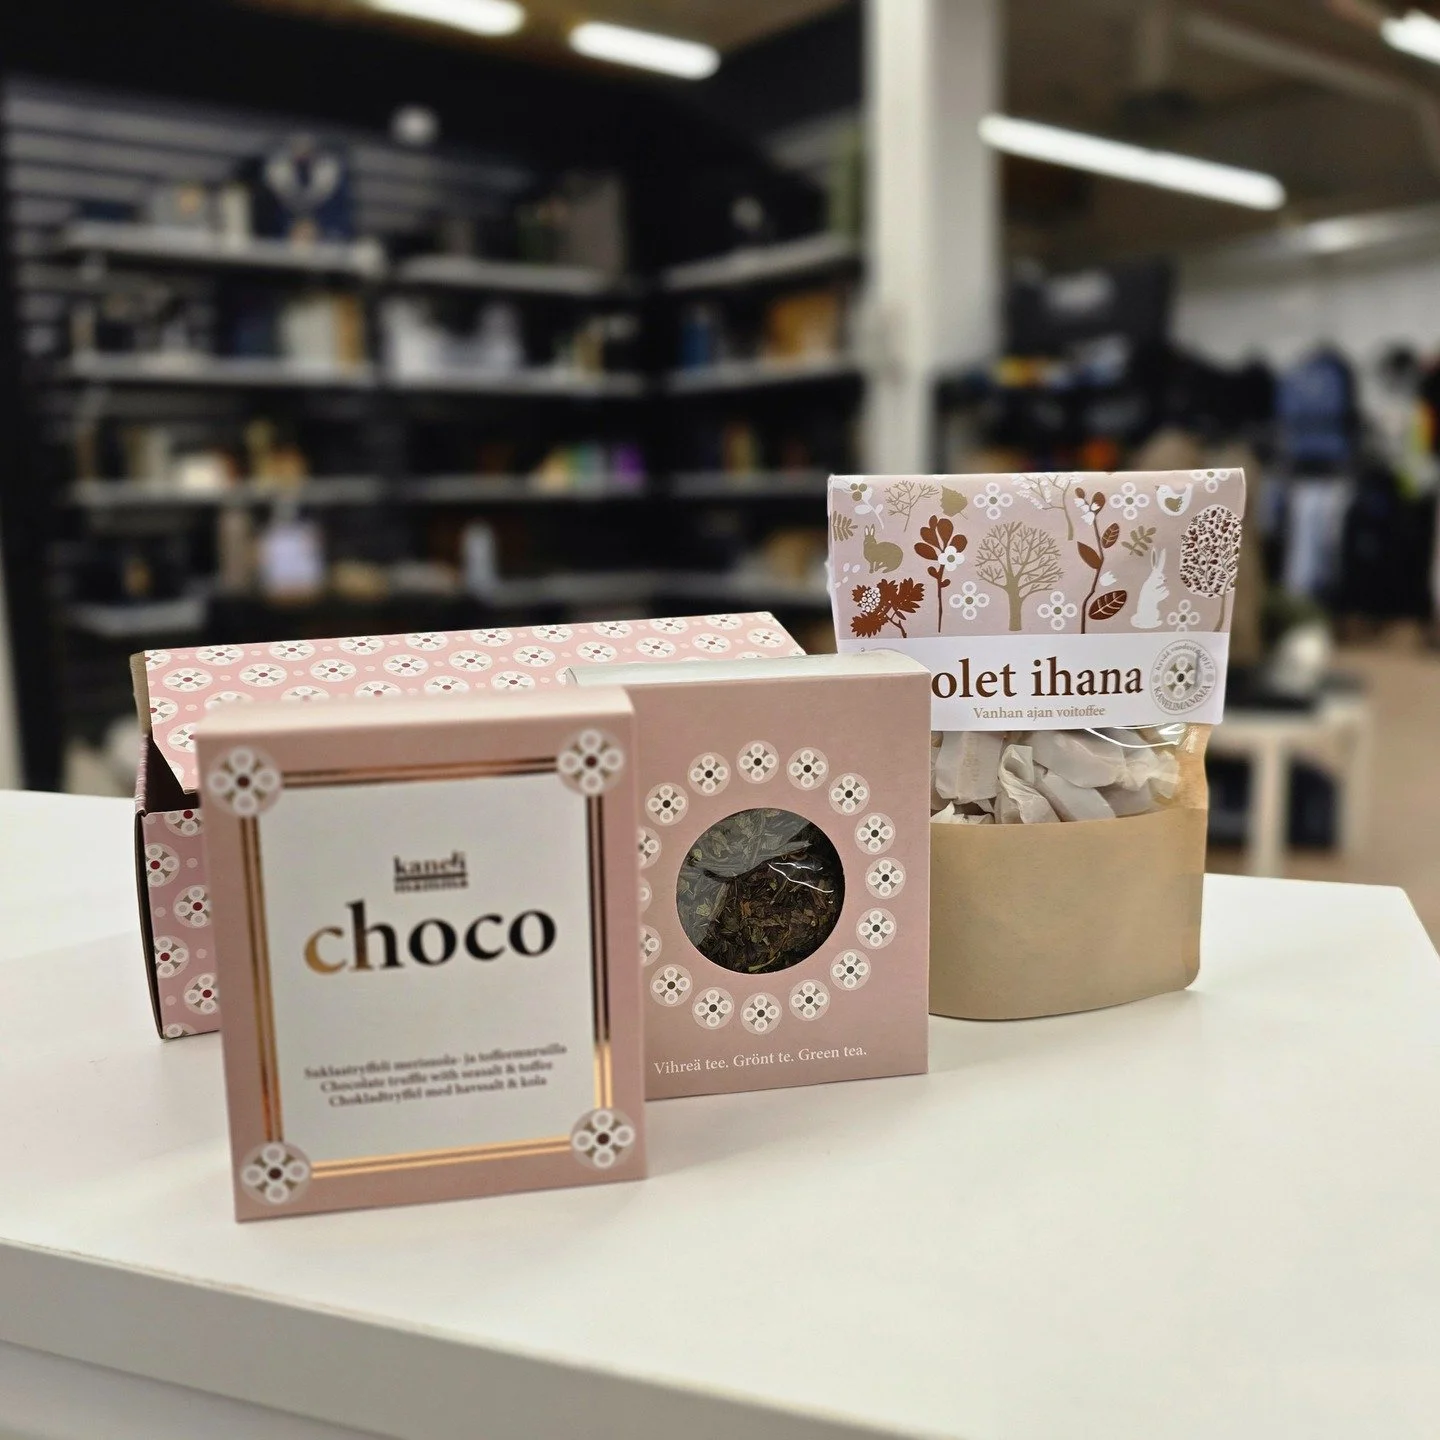 kaneli
mamma
choco
Suklaatryffeli merisuola- ja toffeemuruilla
Chocolate truffle with seasalt & toffee
Chokladtryffel med havssalt & kola
Vihreä tee. Grönt te. Green tea.
olet ihana
Vanhan ajan voitoffee
KANELIMAMMA